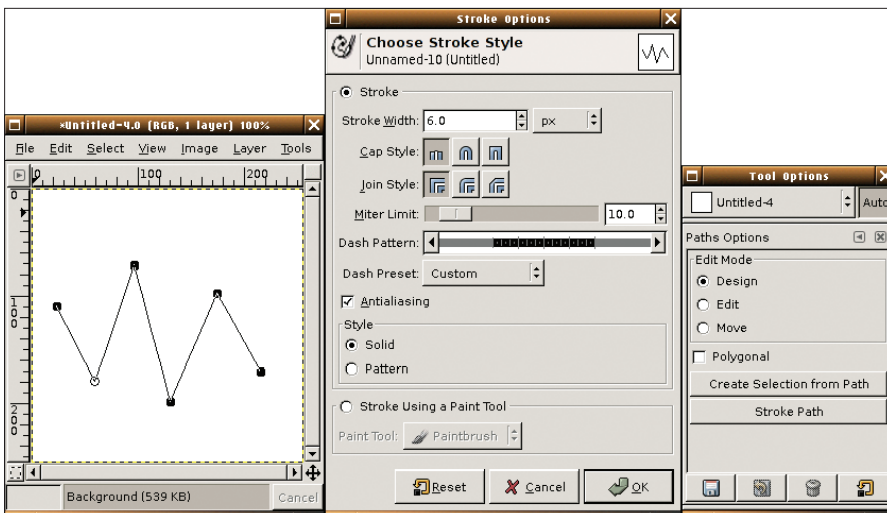 *Untitled-4.0 (RGB, 1 layer) 100%
File Edit Select View Image Layer Tools
0 100 200
0
100
200
Background (539 KB) Cancel
Stroke Options
Choose Stroke Style
Unnamed-10 (Untitled)
Stroke
Stroke Width: 6.0 px
Cap Style:
Join Style:
Miter Limit: 10.0
Dash Pattern:
Dash Preset: Custom
Antialiasing
Style
Solid
Pattern
Stroke Using a Paint Tool
Paint Tool: Paintbrush
Reset Cancel OK
Tool Options
Untitled-4 Auto
Paths Options
Edit Mode
Design
Edit
Move
Polygonal
Create Selection from Path
Stroke Path